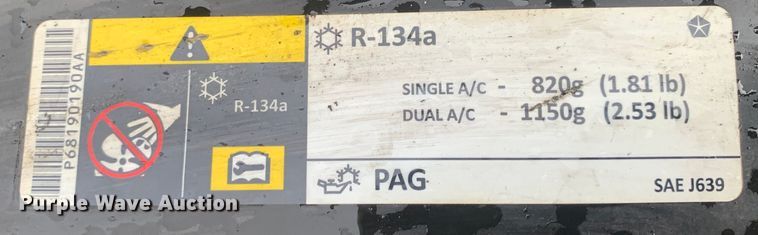 P68190190AA
R-134a
R-134a
SINGLE A/C - 820g (1.81 lb)
DUAL A/C - 1150g (2.53 lb)
PAG
SAE J639
Purple Wave Auction